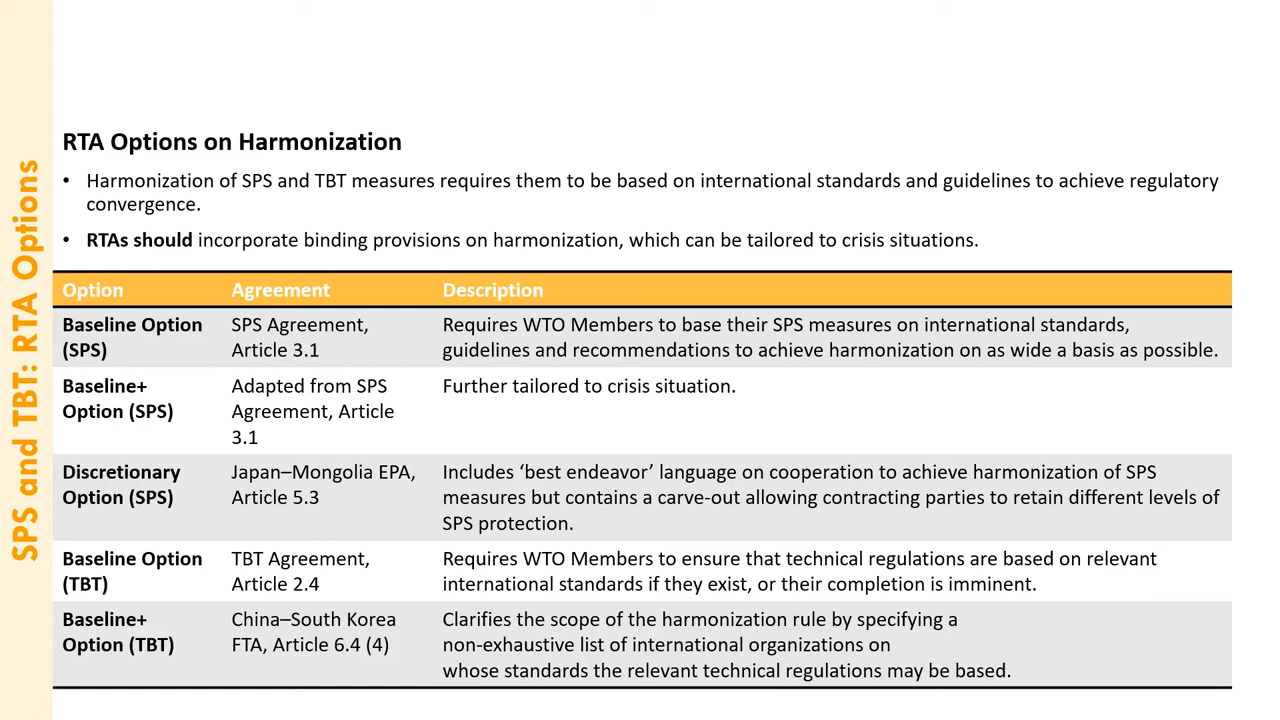 SPS and TBT: RTA Options
RTA Options on Harmonization
• Harmonization of SPS and TBT measures requires them to be based on international standards and guidelines to achieve regulatory
convergence.
• RTAs should incorporate binding provisions on harmonization, which can be tailored to crisis situations.
Option Agreement Description
Baseline Option SPS Agreement, Requires WTO Members to base their SPS measures on international standards,
(SPS) Article 3.1 guidelines and recommendations to achieve harmonization on as wide a basis as possible.
Baseline+ Adapted from SPS Further tailored to crisis situation.
Option (SPS) Agreement, Article
3.1
Discretionary Japan–Mongolia EPA, Includes ‘best endeavor’ language on cooperation to achieve harmonization of SPS
Option (SPS) Article 5.3 measures but contains a carve-out allowing contracting parties to retain different levels of
SPS protection.
Baseline Option TBT Agreement, Requires WTO Members to ensure that technical regulations are based on relevant
(TBT) Article 2.4 international standards if they exist, or their completion is imminent.
Baseline+ China–South Korea Clarifies the scope of the harmonization rule by specifying a
Option (TBT) FTA, Article 6.4 (4) non-exhaustive list of international organizations on
whose standards the relevant technical regulations may be based.